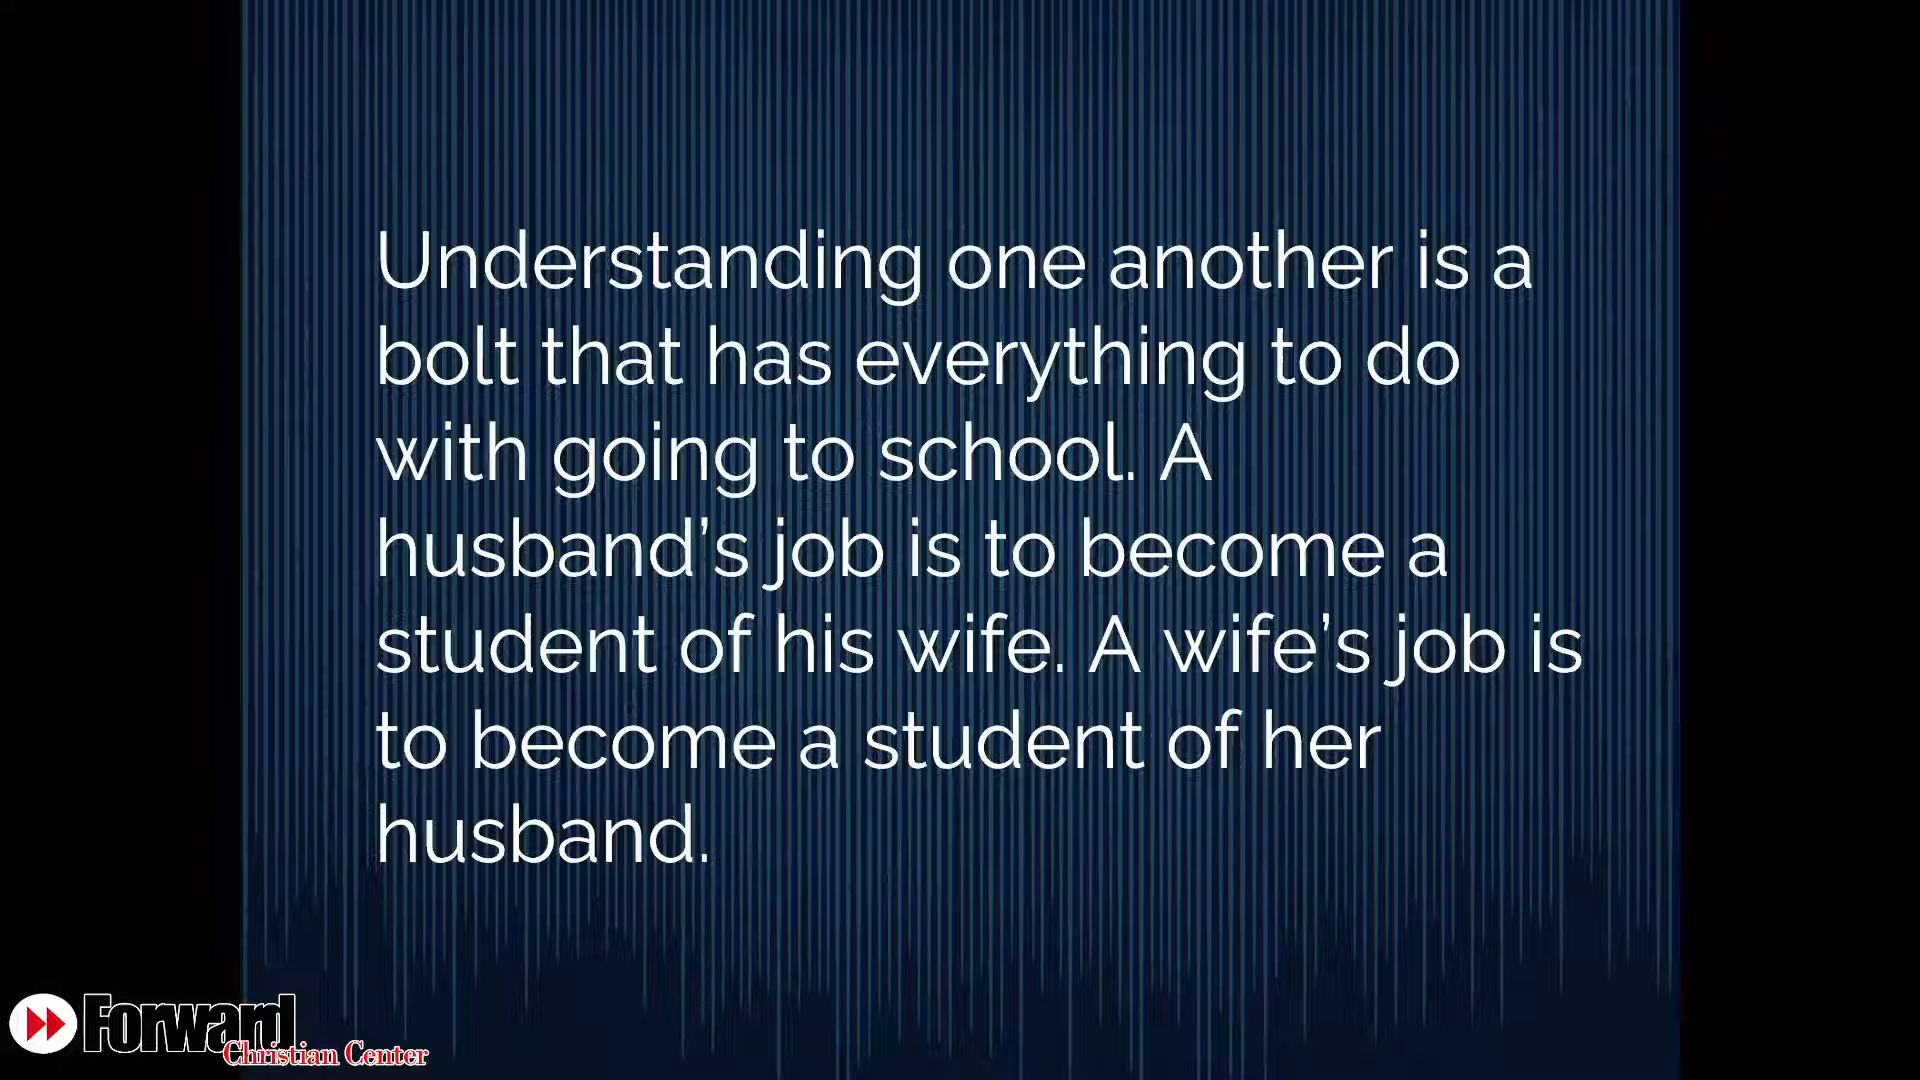 Understanding one another is a
bolt that has everything to do
with going to school. A
husband’s job is to become a
student of his wife. A wife’s job is
to become a student of her
husband.
Forward
Christian Center